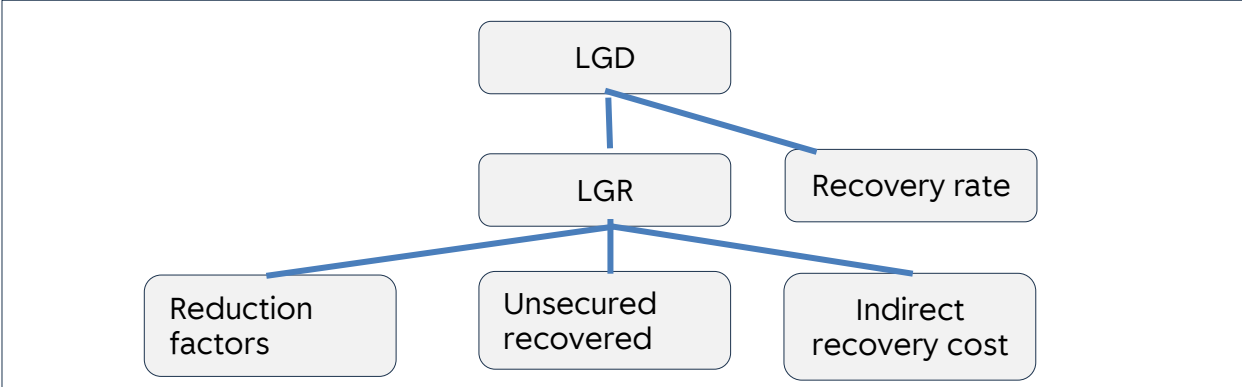 LGD
LGR
Recovery rate
Reduction
factors
Unsecured
recovered
Indirect
recovery cost